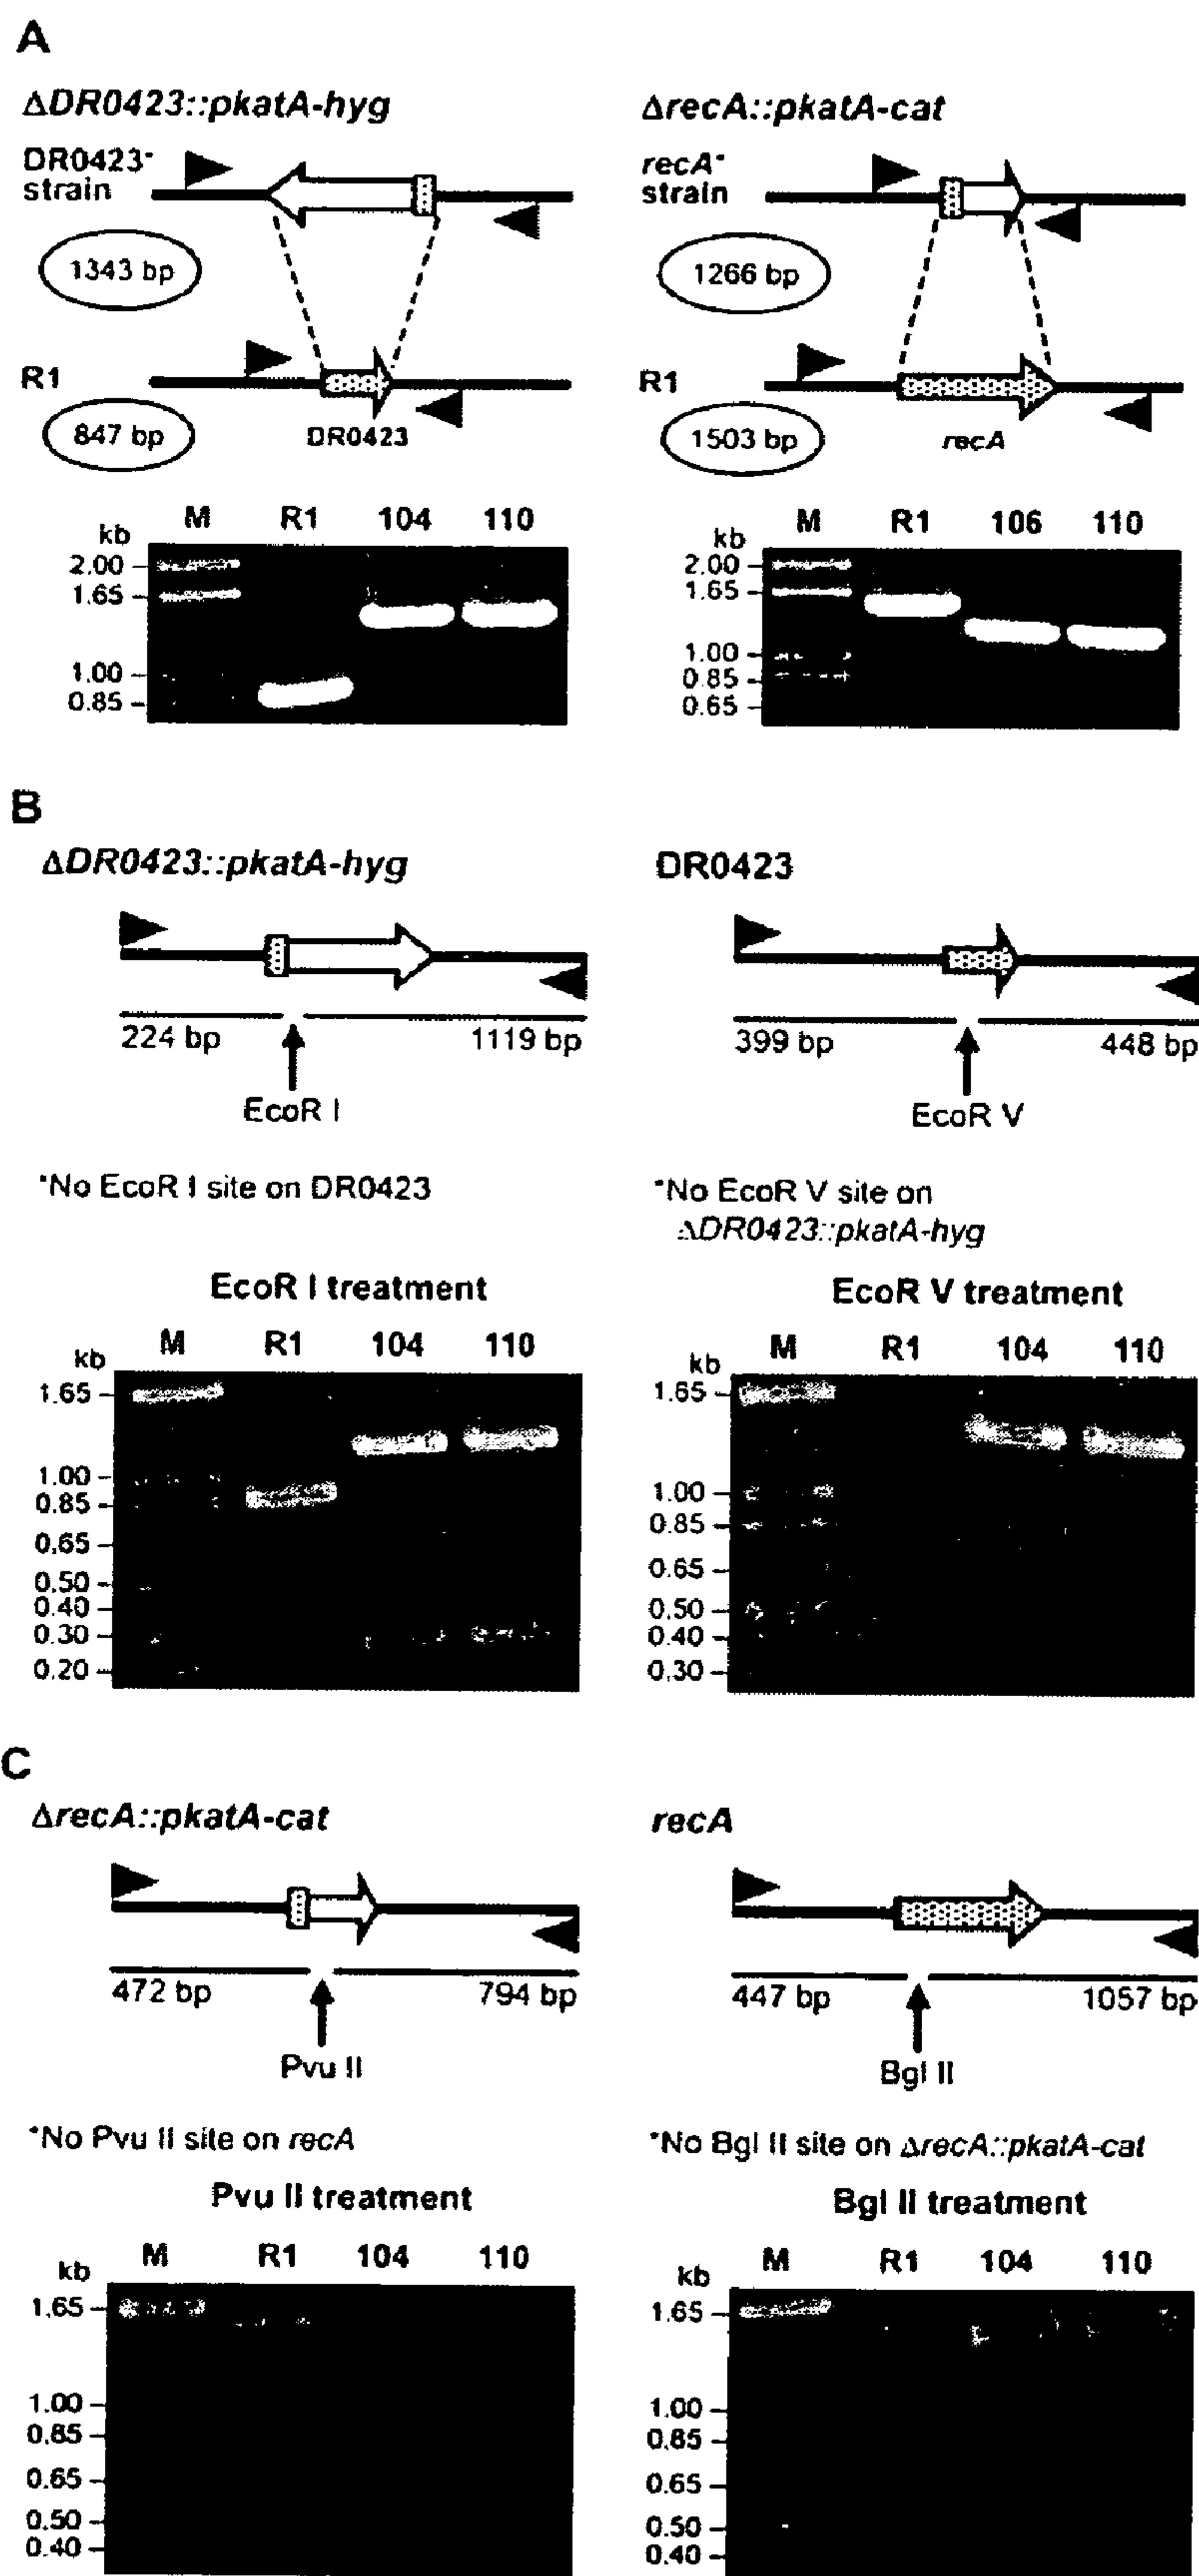 A
ΔDR0423::pkatA-hyg
DR0423-
strain
1343 bp
R1
847 bp
DR0423
kb
M R1 104 110
2.00
1.65
1.00
0.85
ΔrecA::pkatA-cat
recA-
strain
1266 bp
R1
1503 bp
recA
kb
M R1 106 110
2.00
1.65
1.00
0.85
0.65
B
ΔDR0423::pkatA-hyg
224 bp 1119 bp
EcoR I
*No EcoR I site on DR0423
EcoR I treatment
kb
M R1 104 110
1.65
1.00
0.85
0.65
0.50
0.40
0.30
0.20
DR0423
399 bp 448 bp
EcoR V
*No EcoR V site on
ΔDR0423::pkatA-hyg
EcoR V treatment
kb
M R1 104 110
1.65
1.00
0.85
0.65
0.50
0.40
0.30
C
ΔrecA::pkatA-cat
472 bp 794 bp
Pvu II
*No Pvu II site on recA
Pvu II treatment
kb
M R1 104 110
1.65
1.00
0.85
0.65
0.50
0.40
recA
447 bp 1057 bp
Bgl II
*No Bgl II site on ΔrecA::pkatA-cat
Bgl II treatment
kb
M R1 104 110
1.65
1.00
0.85
0.65
0.50
0.40